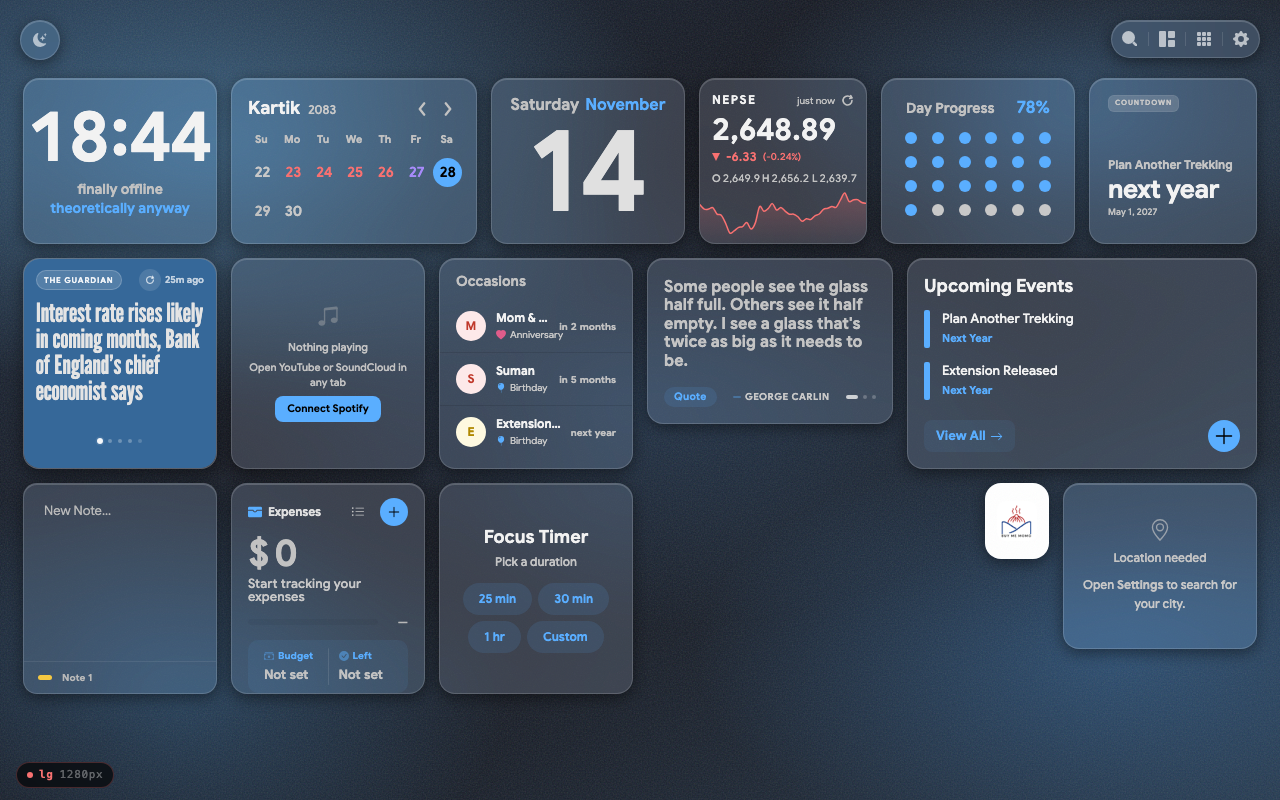 18:44
finally offline
theoretically anyway
Kartik 2083
Su Mo Tu We Th Fr Sa
22 23 24 25 26 27 28
29 30
Saturday November
14
NEPSE just now
2,648.89
▼ -6.33 (-0.24%)
O 2,649.9 H 2,656.2 L 2,639.7
Day Progress 78%
COUNTDOWN
Plan Another Trekking
next year
May 1, 2027
THE GUARDIAN 25m ago
Interest rate rises likely
in coming months, Bank
of England's chief
economist says
Nothing playing
Open YouTube or SoundCloud in
any tab
Connect Spotify
Occasions
M Mom & ... in 2 months
Anniversary
S Suman in 5 months
Birthday
E Extension... next year
Birthday
Some people see the glass
half full. Others see it half
empty. I see a glass that's
twice as big as it needs to
be.
Quote — GEORGE CARLIN
Upcoming Events
Plan Another Trekking
Next Year
Extension Released
Next Year
View All →
New Note...
Note 1
Expenses
$ 0
Start tracking your
expenses
–
Budget Left
Not set Not set
Focus Timer
Pick a duration
25 min 30 min
1 hr Custom
BUY ME MOMO
Location needed
Open Settings to search for
your city.
lg 1280px